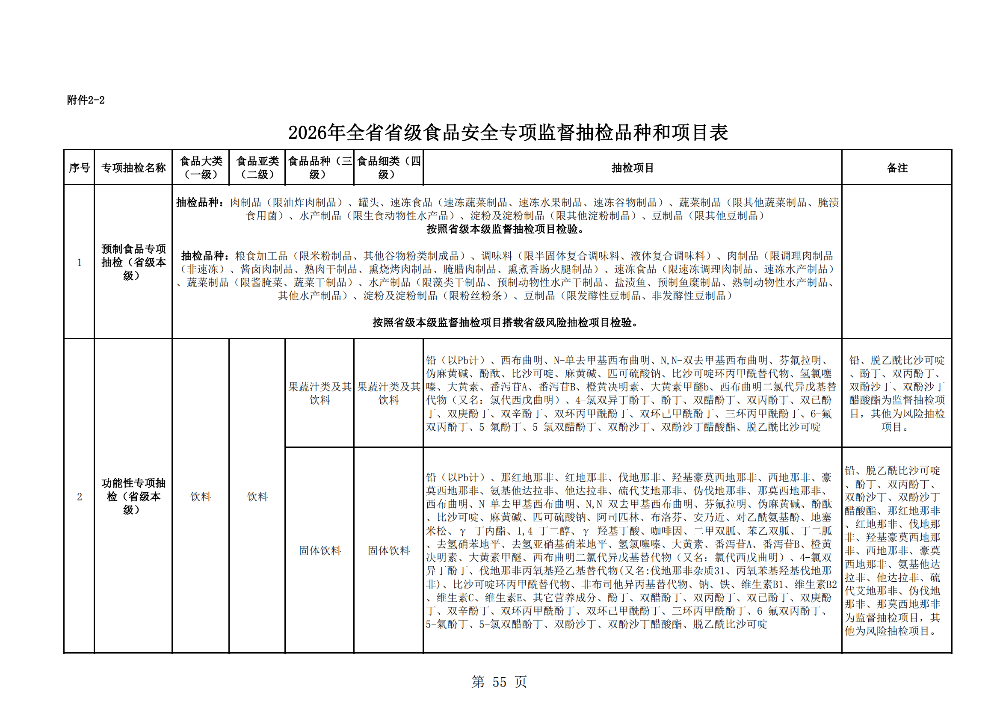 附件2-2
2026年全省省级食品安全专项监督抽检品种和项目表
序号
专项抽检名称
食品大类
（一级）
食品亚类
（二级）
食品品种（三
级）
食品细类（四
级）
抽检项目
备注
1
预制食品专项
抽检（省级本
级）
抽检品种：肉制品（限油炸肉制品）、罐头、速冻食品（速冻蔬菜制品、速冻水果制品、速冻谷物制品）、蔬菜制品（限其他蔬菜制品、腌渍
食用菌）、水产制品（限生食动物性水产品）、淀粉及淀粉制品（限其他淀粉制品）、豆制品（限其他豆制品）
按照省级本级监督抽检项目检验。
抽检品种：粮食加工品（限米粉制品、其他谷物粉类制成品）、调味料（限半固体复合调味料、液体复合调味料）、肉制品（限调理肉制品
（非速冻）、酱卤肉制品、熟肉干制品、熏烧烤肉制品、腌腊肉制品、熏煮香肠火腿制品）、速冻食品（限速冻调理肉制品、速冻水产制品）
、蔬菜制品（限酱腌菜、蔬菜干制品）、水产制品（限藻类干制品、预制动物性水产干制品、盐渍鱼、预制鱼糜制品、熟制动物性水产制品、
其他水产制品）、淀粉及淀粉制品（限粉丝粉条）、豆制品（限发酵性豆制品、非发酵性豆制品）
按照省级本级监督抽检项目搭载省级风险抽检项目检验。
2
功能性专项抽
检（省级本
级）
饮料
饮料
果蔬汁类及其
饮料
果蔬汁类及其
饮料
铅（以Pb计）、西布曲明、N-单去甲基西布曲明、N,N-双去甲基西布曲明、芬氟拉明、
伪麻黄碱、酚酞、比沙可啶、麻黄碱、匹可硫酸钠、比沙可啶环丙甲酰替代物、氢氯噻
嗪、大黄素、番泻苷A、番泻苷B、橙黄决明素、大黄素甲醚b、西布曲明二氯代异戊基替
代物（又名：氯代西戊曲明）、4-氯双异丁酚丁、酚丁、双醋酚丁、双丙酚丁、双已酚
丁、双庚酚丁、双辛酚丁、双环丙甲酰酚丁、双环己甲酰酚丁、三环丙甲酰酚丁、6-氟
双丙酚丁、5-氣酚丁、5-氯双醋酚丁、双酚沙丁、双酚沙丁醋酸酯、脱乙酰比沙可啶
铅、脱乙酰比沙可啶
、酚丁、双丙酚丁、
双酚沙丁、双酚沙丁
醋酸酯为监督抽检项
目，其他为风险抽检
项目。
固体饮料
固体饮料
铅（以Pb计）、那红地那非、红地那非、伐地那非、羟基豪莫西地那非、西地那非、豪
莫西地那非、氨基他达拉非、他达拉非、硫代艾地那非、伪伐地那非、那莫西地那非、
西布曲明、N-单去甲基西布曲明、N,N-双去甲基西布曲明、芬氟拉明、伪麻黄碱、酚酞
、比沙可啶、麻黄碱、匹可硫酸钠、阿司匹林、布洛芬、安乃近、对乙酰氨基酚、地塞
米松、γ-丁内酯、1,4-丁二醇、γ-羟基丁酸、咖啡因、二甲双胍、苯乙双胍、丁二胍
、去氢硝苯地平、去氢亚硝基硝苯地平、氢氯噻嗪、大黄素、番泻苷A、番泻苷B、橙黄
决明素、大黄素甲醚、西布曲明二氯代异戊基替代物（又名：氯代西戊曲明）、4-氯双
异丁酚丁、伐地那非丙氧基羟乙基替代物(又名:伐地那非杂质31、丙氧苯基羟基伐地那
非)、比沙可啶环丙甲酰替代物、非布司他异丙基替代物、钠、铁、维生素B1、维生素B2
、维生素C、维生素E、其它营养成分、酚丁、双醋酚丁、双丙酚丁、双己酚丁、双庚酚
丁、双辛酚丁、双环丙甲酰酚丁、双环己甲酰酚丁、三环丙甲酰酚丁、6-氟双丙酚丁、
5-氣酚丁、5-氯双醋酚丁、双酚沙丁、双酚沙丁醋酸酯、脱乙酰比沙可啶
铅、脱乙酰比沙可啶
、酚丁、双丙酚丁、
双酚沙丁、双酚沙丁
醋酸酯、那红地那非
、红地那非、伐地那
非、羟基豪莫西地那
非、西地那非、豪莫
西地那非、氨基他达
拉非、他达拉非、硫
代艾地那非、伪伐地
那非、那莫西地那非
为监督抽检项目，其
他为风险抽检项目。
第 55 页